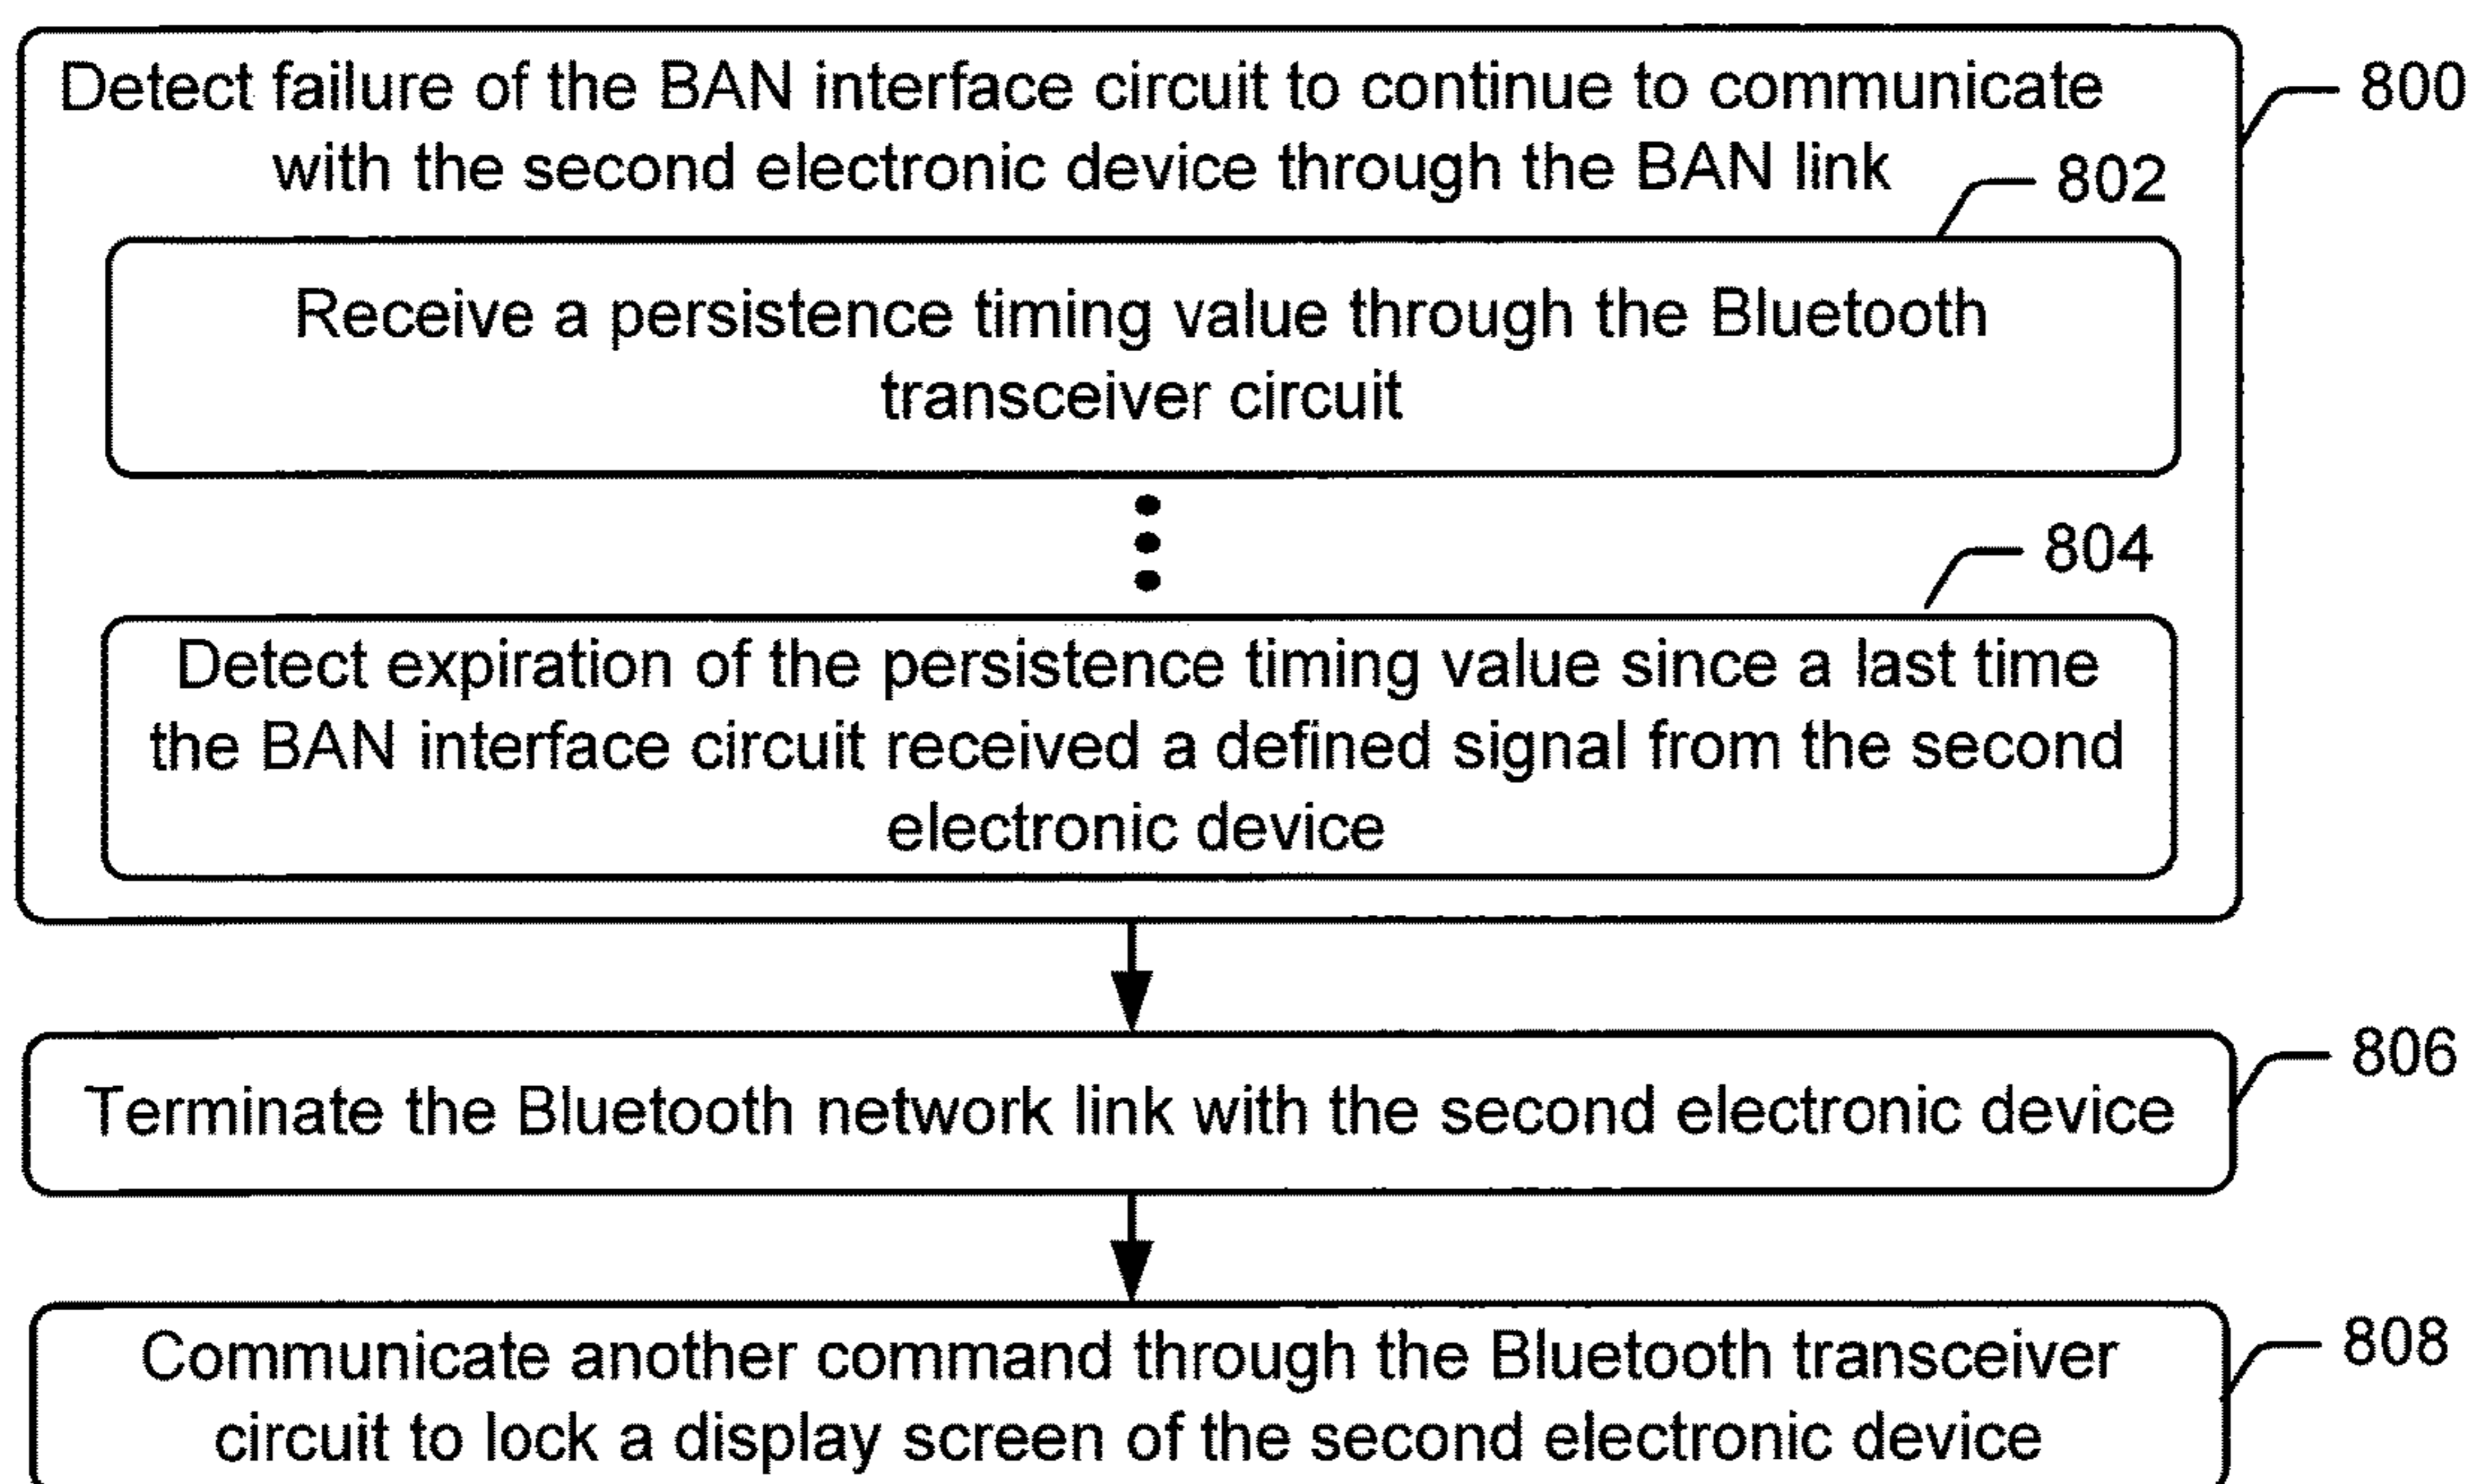 Detect failure of the BAN interface circuit to continue to communicate
with the second electronic device through the BAN link
800
802
Receive a persistence timing value through the Bluetooth
transceiver circuit
804
Detect expiration of the persistence timing value since a last time
the BAN interface circuit received a defined signal from the second
electronic device
806
Terminate the Bluetooth network link with the second electronic device
808
Communicate another command through the Bluetooth transceiver
circuit to lock a display screen of the second electronic device